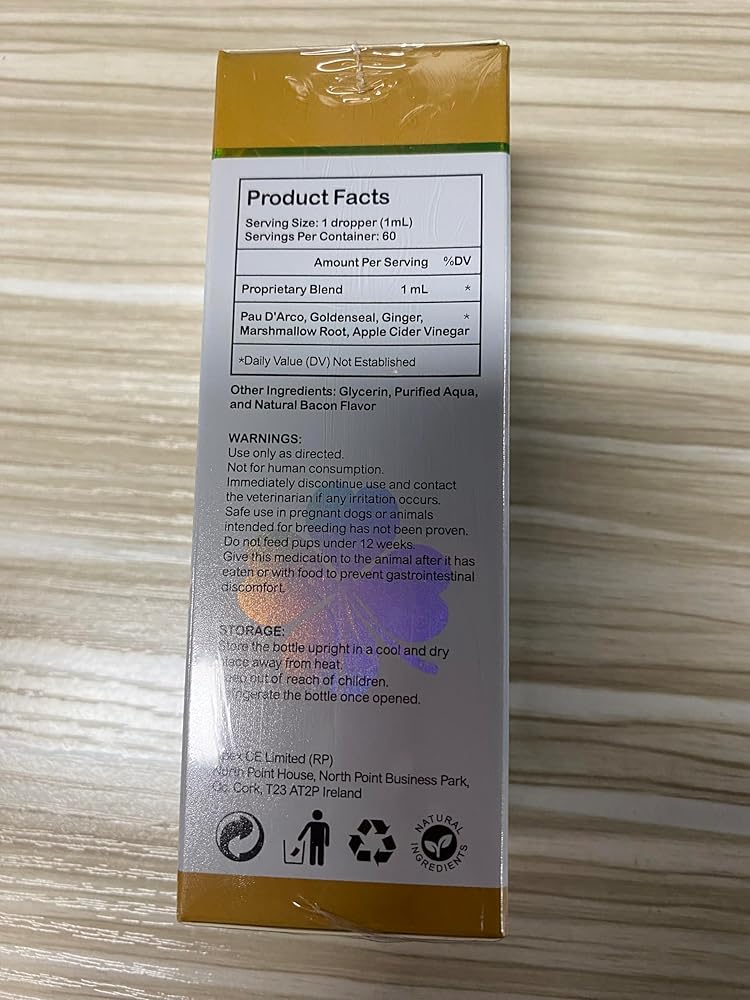 Product Facts
Serving Size: 1 dropper (1mL)
Servings Per Container: 60
Amount Per Serving %DV
Proprietary Blend 1 mL *
Pau D'Arco, Goldenseal, Ginger, *
Marshmallow Root, Apple Cider Vinegar
*Daily Value (DV) Not Established
Other Ingredients: Glycerin, Purified Aqua,
and Natural Bacon Flavor
WARNINGS:
Use only as directed.
Not for human consumption.
Immediately discontinue use and contact
the veterinarian if any irritation occurs.
Safe use in pregnant dogs or animals
intended for breeding has not been proven.
Do not feed pups under 12 weeks.
Give this medication to the animal after it has
eaten or with food to prevent gastrointestinal
discomfort.
STORAGE:
Store the bottle upright in a cool and dry
place away from heat.
Keep out of reach of children.
Refrigerate the bottle once opened.
CE Limited (RP)
North Point House, North Point Business Park,
Co. Cork, T23 AT2P Ireland
NATURAL
INGREDIENTS